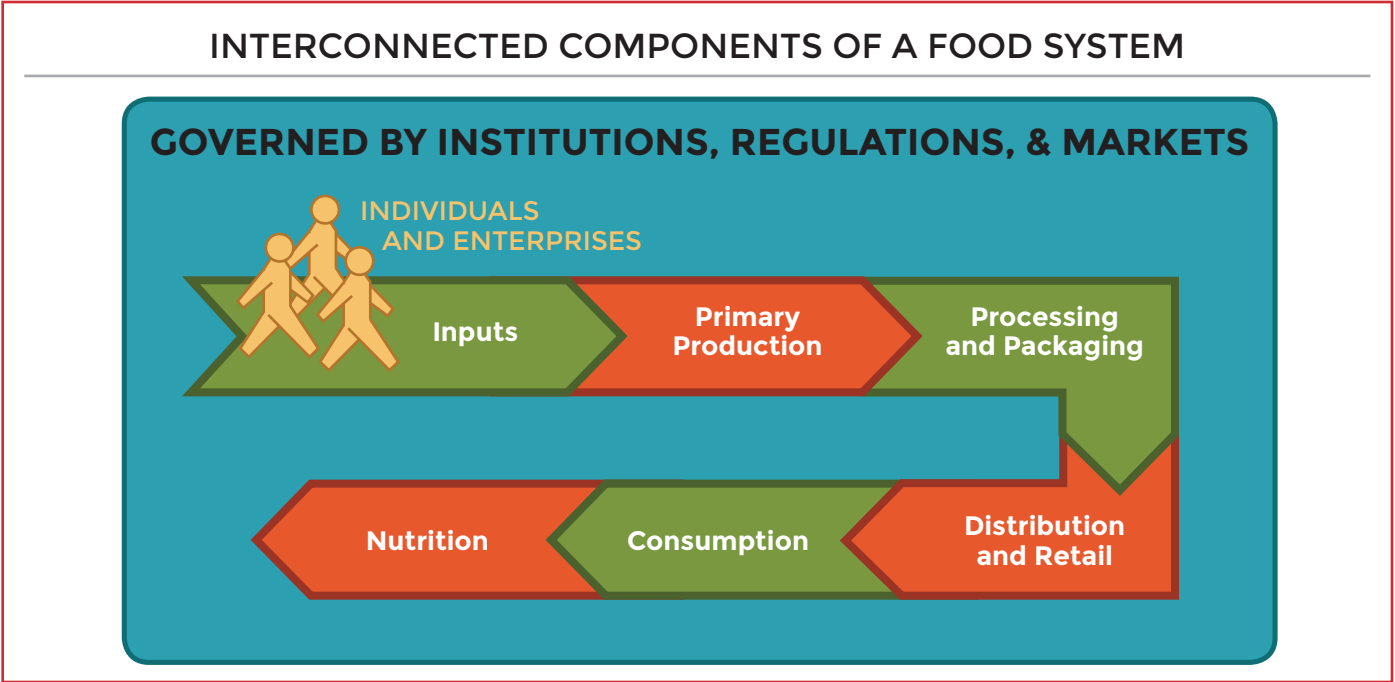 INTERCONNECTED COMPONENTS OF A FOOD SYSTEM
GOVERNED BY INSTITUTIONS, REGULATIONS, & MARKETS
INDIVIDUALS
AND ENTERPRISES
Inputs
Primary
Production
Processing
and Packaging
Distribution
and Retail
Consumption
Nutrition